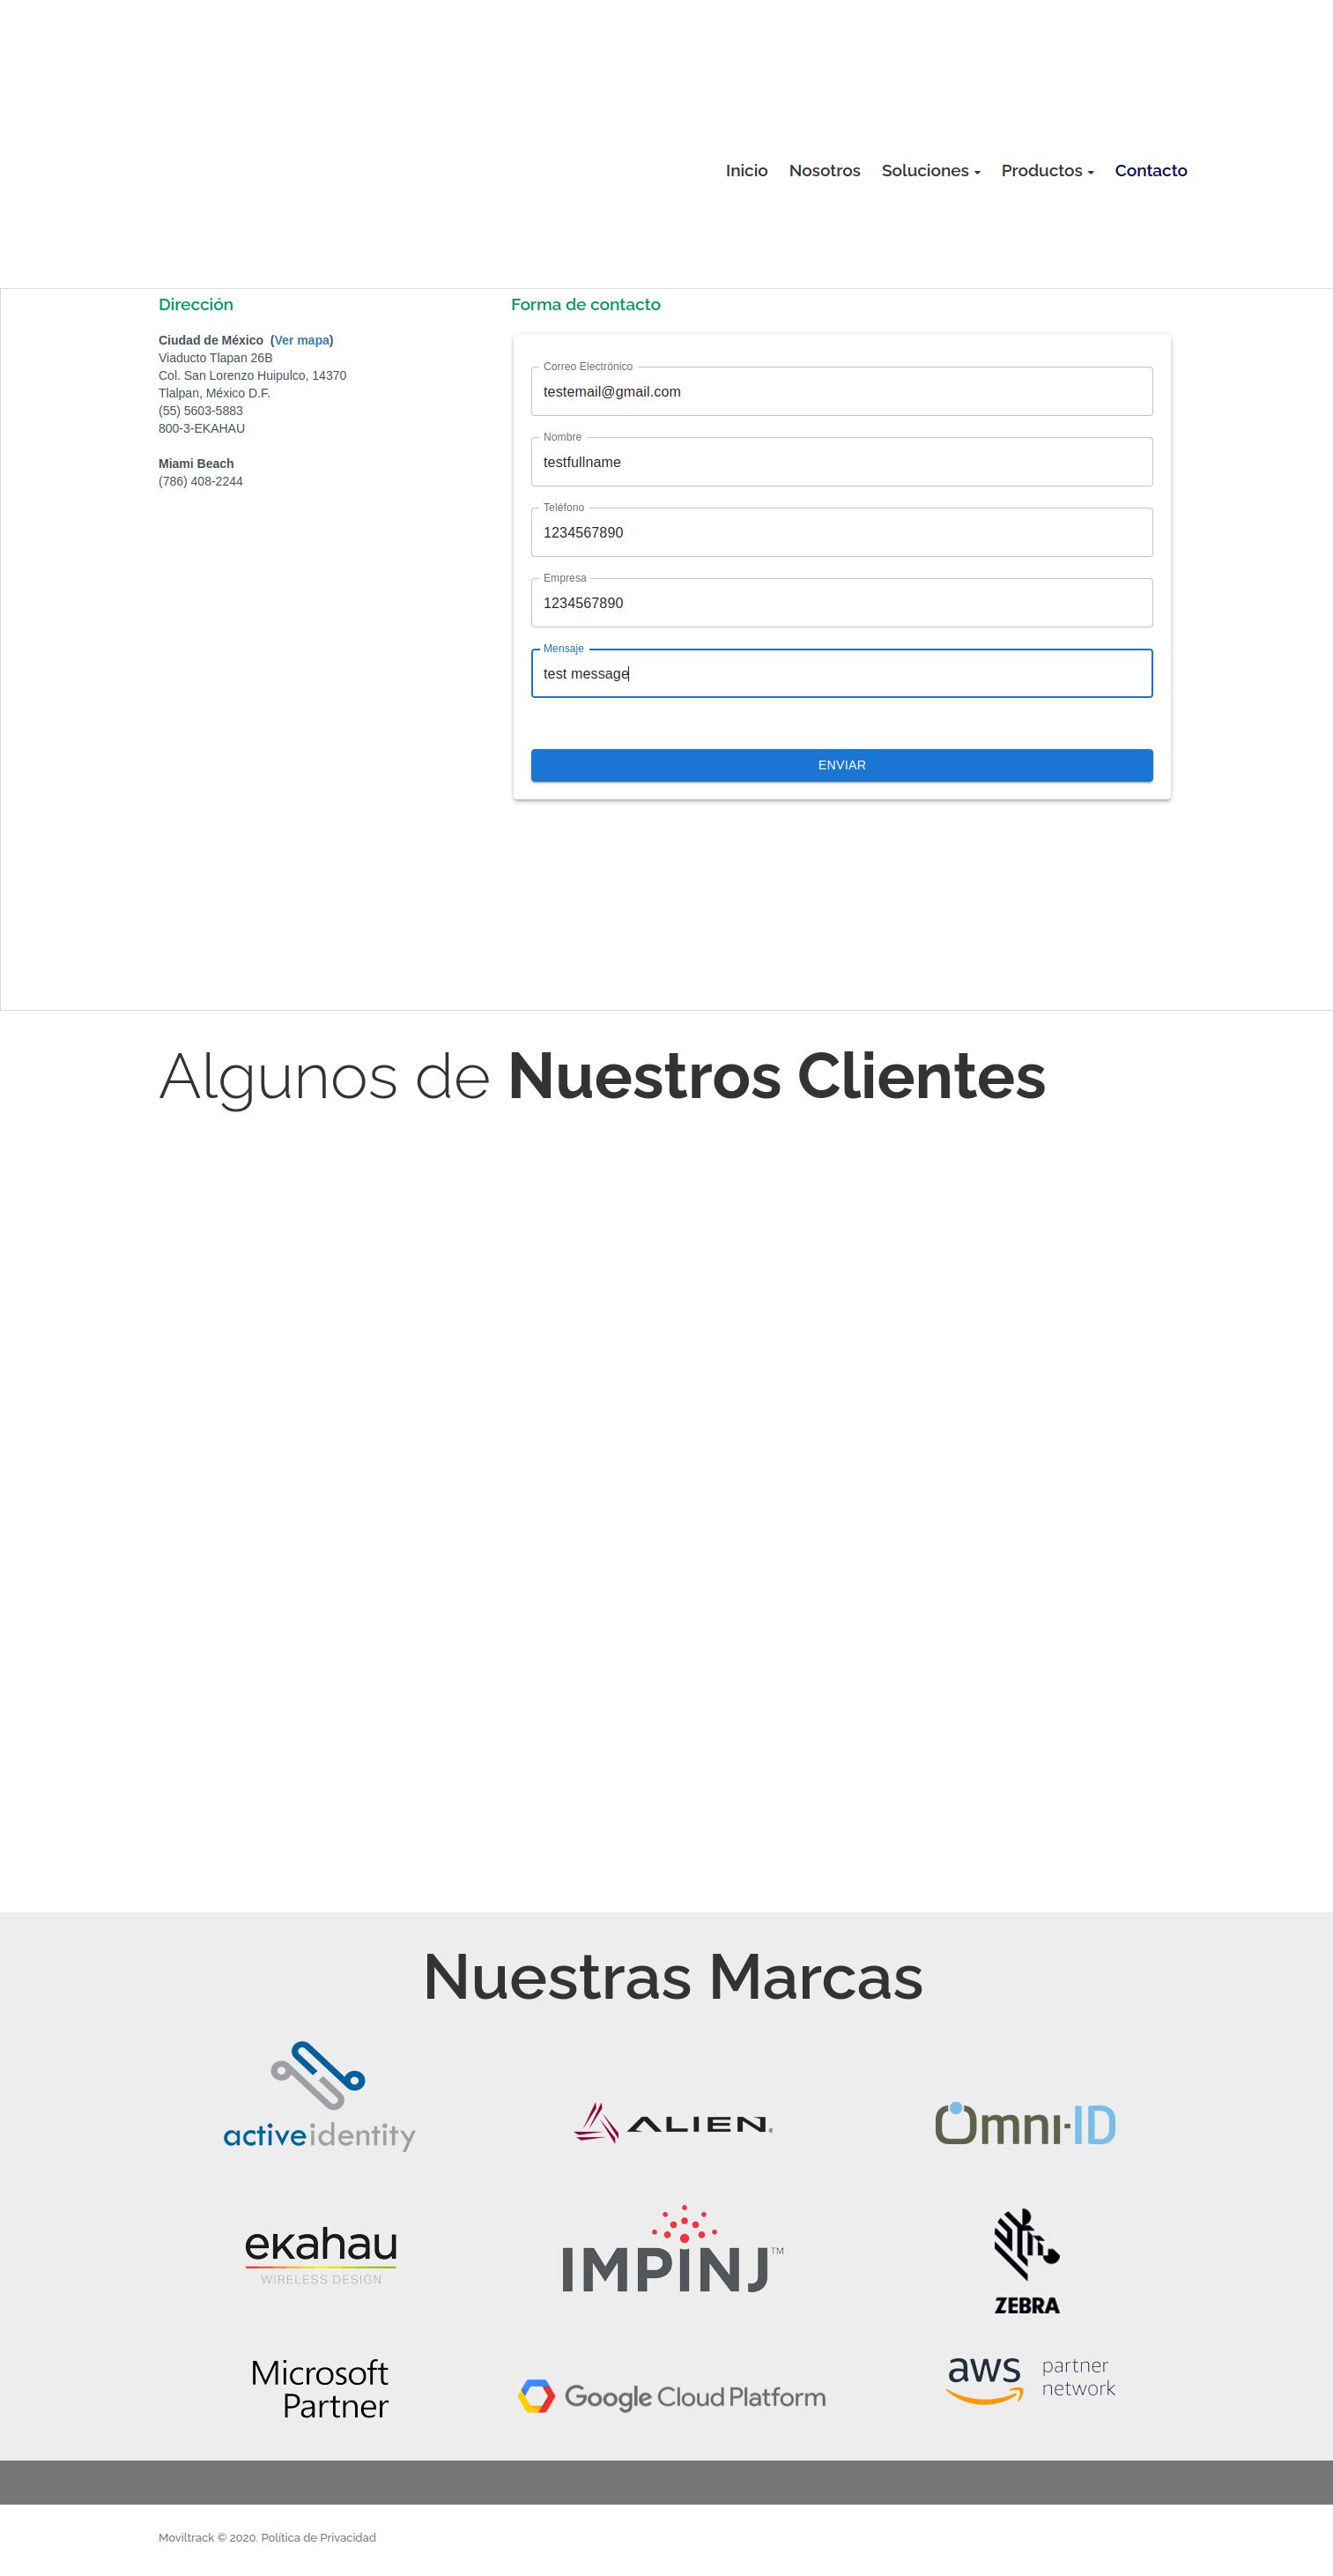 Inicio Nosotros Soluciones Productos Contacto
Dirección
Ciudad de México (Ver mapa)
Viaducto Tlapan 26B
Col. San Lorenzo Huipulco, 14370
Tlalpan, México D.F.
(55) 5603-5883
800-3-EKAHAU
Miami Beach
(786) 408-2244
Forma de contacto
Correo Electrónico
testemail@gmail.com
Nombre
testfullname
Teléfono
1234567890
Empresa
1234567890
Mensaje
test message
ENVIAR
Algunos de Nuestros Clientes
Nuestras Marcas
activeidentity
ALIEN®
Omni-ID
ekahau
WIRELESS DESIGN
IMPINJ™
ZEBRA
Microsoft
Partner
Google Cloud Platform
aws partner
network
Moviltrack © 2020. Política de Privacidad